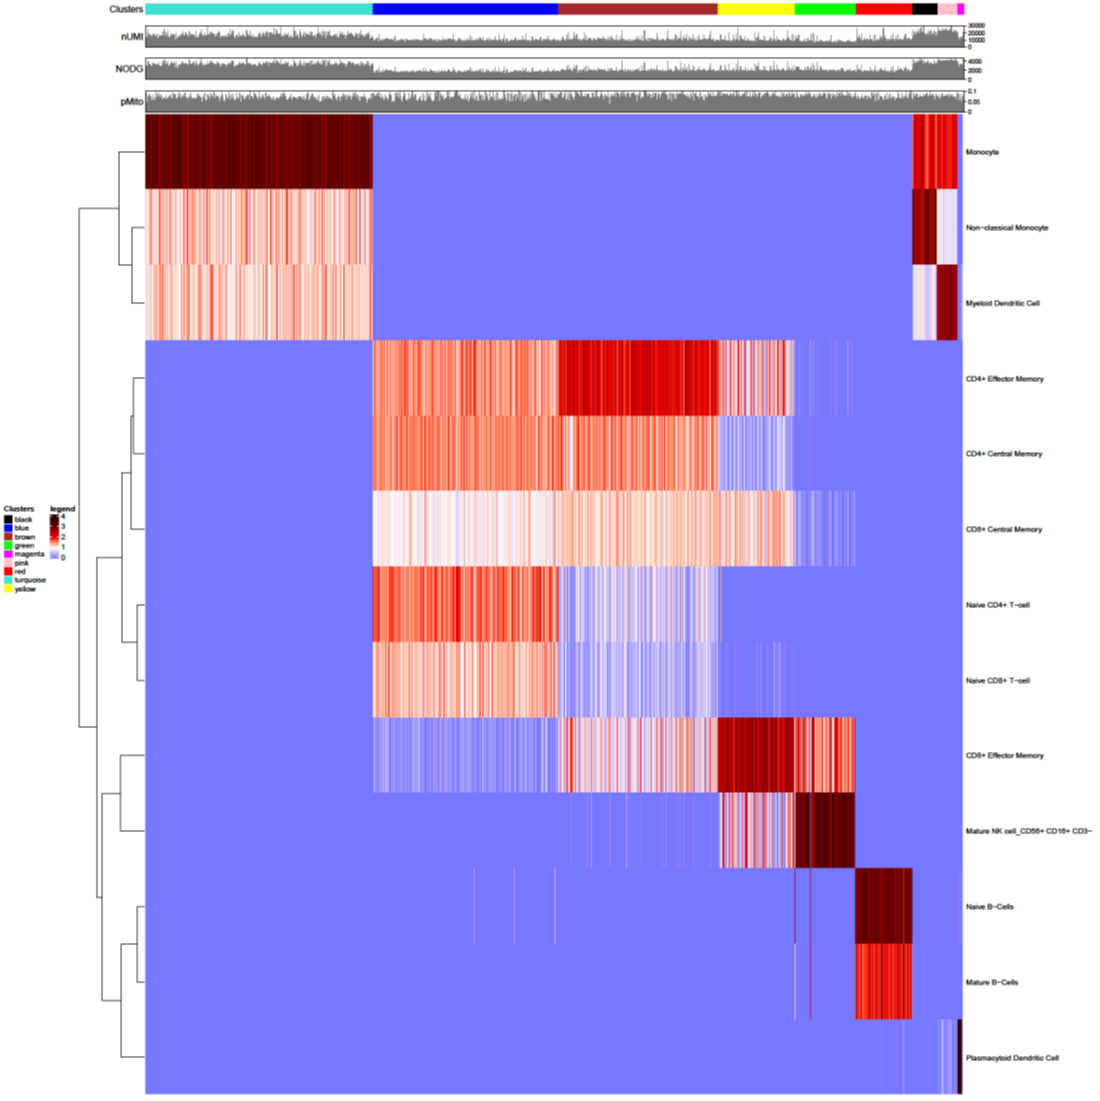 Clusters
nUMI
30000
20000
10000
0
NODG
4000
2000
0
pMito
0.1
0.05
0
Monocyte
Non-classical Monocyte
Myeloid Dendritic Cell
CD4+ Effector Memory
CD4+ Central Memory
CD8+ Central Memory
Naive CD4+ T-cell
Naive CD8+ T-cell
CD8+ Effector Memory
Mature NK cell_CD56+ CD16+ CD3-
Naive B-Cells
Mature B-Cells
Plasmacytoid Dendritic Cell
Clusters
black
blue
brown
green
magenta
pink
red
turquoise
yellow
legend
4
3
2
1
0